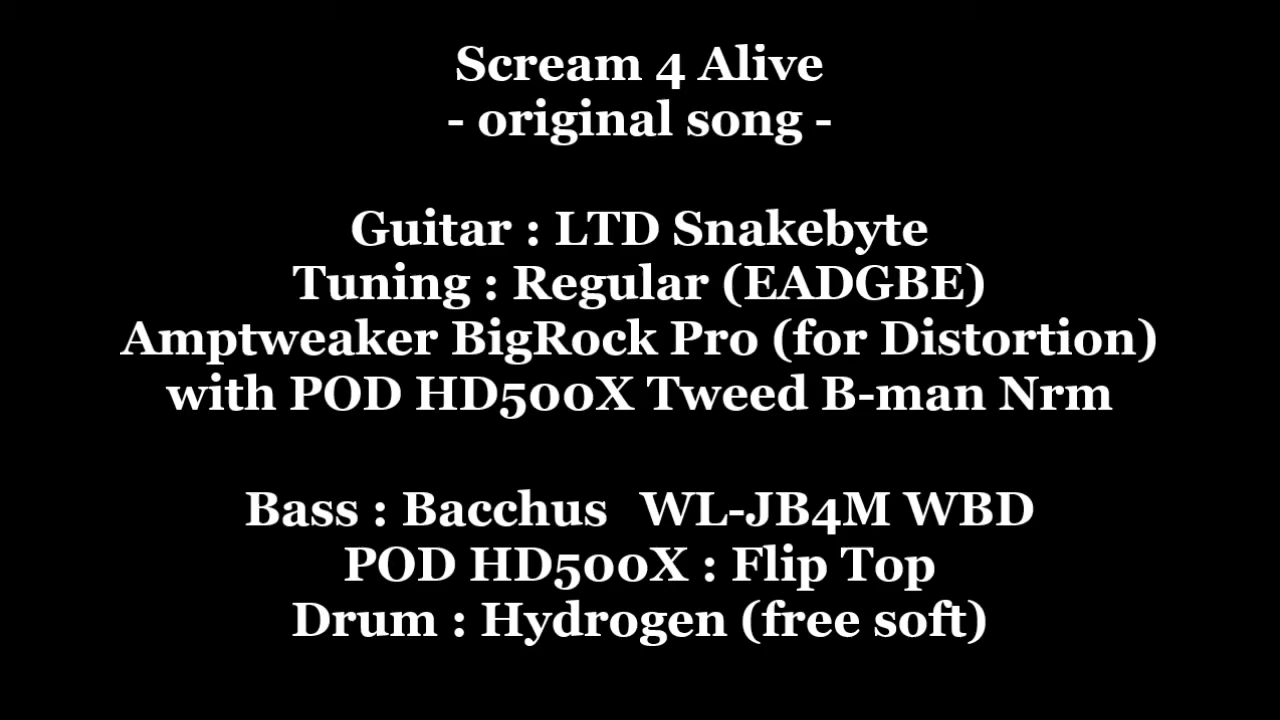 Scream 4 Alive
- original song -
Guitar : LTD Snakebyte
Tuning : Regular (EADGBE)
Amptweaker BigRock Pro (for Distortion)
with POD HD500X Tweed B-man Nrm
Bass : Bacchus WL-JB4M WBD
POD HD500X : Flip Top
Drum : Hydrogen (free soft)